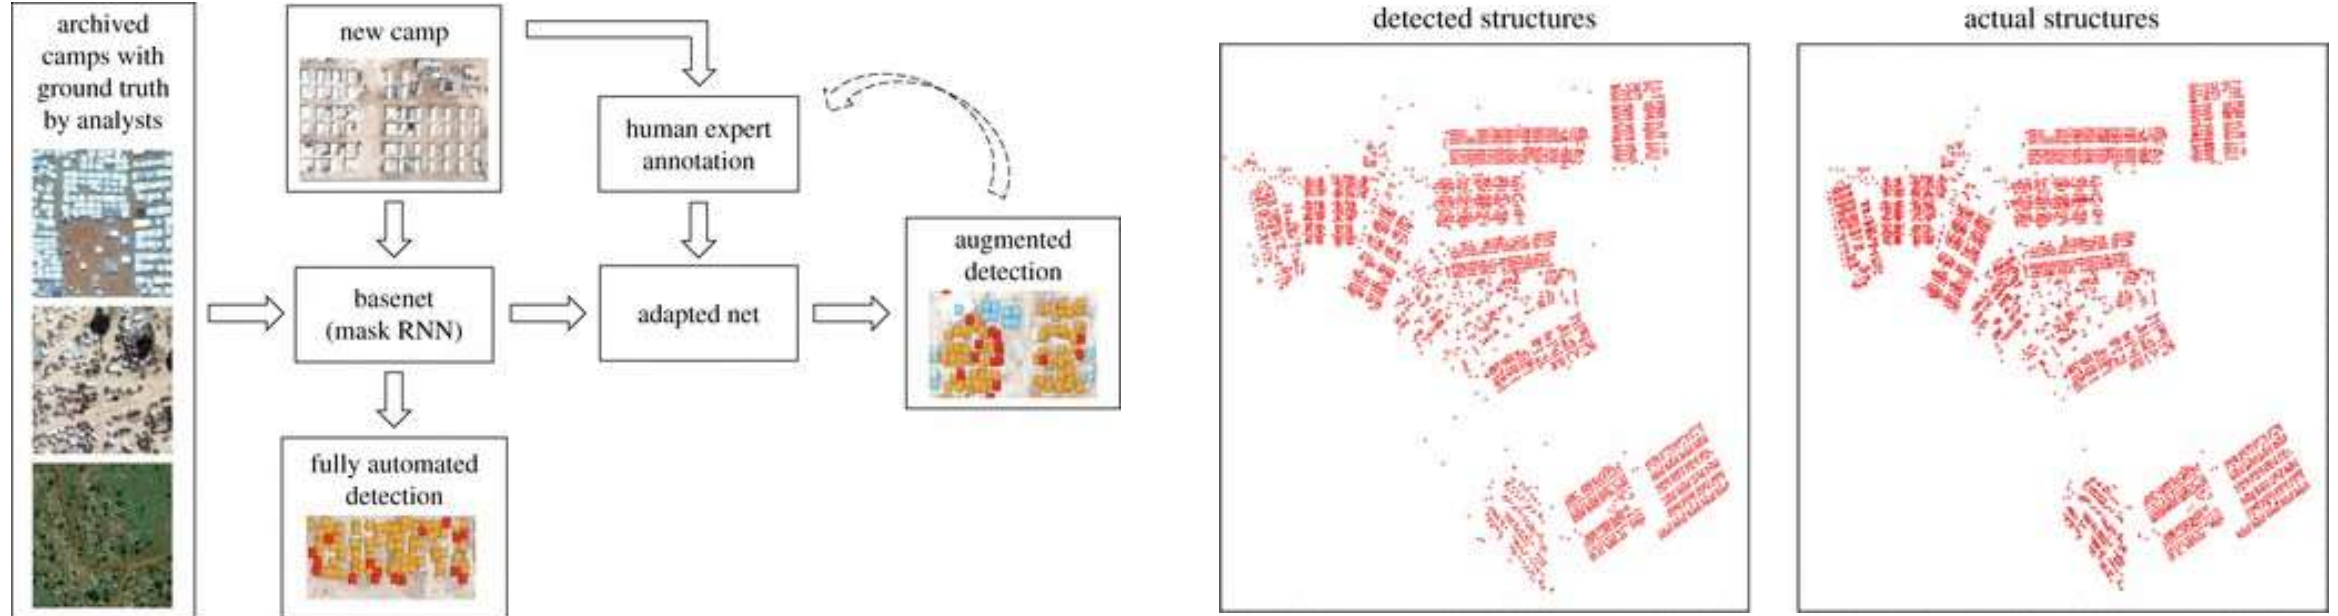 archived
camps with
ground truth
by analysts
new camp
human expert
annotation
basenet
(mask RNN)
adapted net
augmented
detection
fully automated
detection
detected structures
actual structures